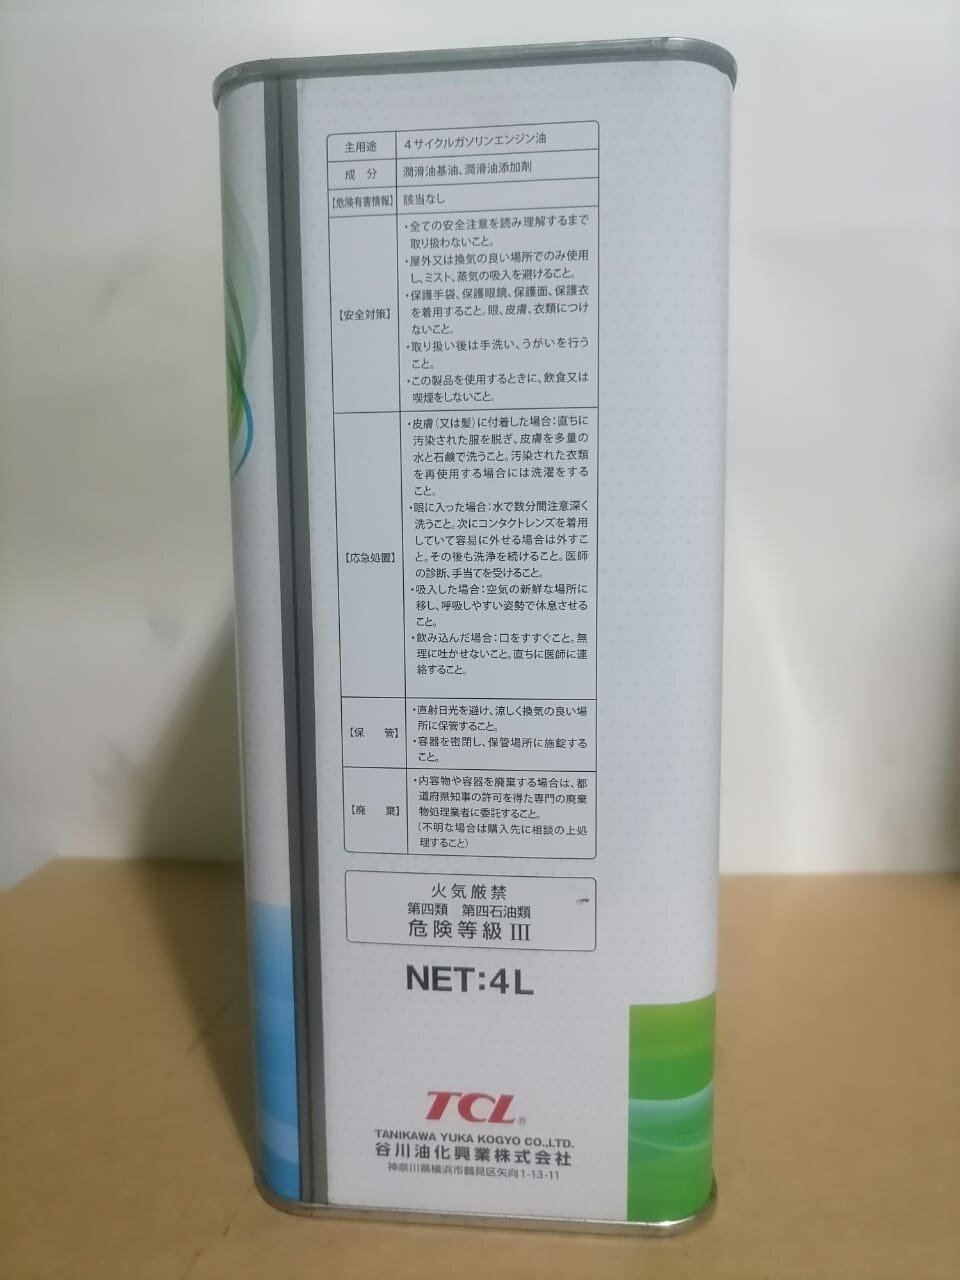 主用途 4サイクルガソリンエンジン油
成 分 潤滑油基油、潤滑油添加剤
【危険有害情報】 該当なし
【安全対策】
・全ての安全注意を読み理解するまで
取り扱わないこと。
・屋外又は換気の良い場所でのみ使用
し、ミスト、蒸気の吸入を避けること。
・保護手袋、保護眼鏡、保護面、保護衣
を着用すること。眼、皮膚、衣類につけ
ないこと。
・取り扱い後は手洗い、うがいを行う
こと。
・この製品を使用するときに、飲食又は
喫煙をしないこと。
【応急処置】
・皮膚(又は髪)に付着した場合:直ちに
汚染された服を脱ぎ、皮膚を多量の
水と石鹸で洗うこと。汚染された衣類
を再使用する場合には洗濯をする
こと。
・眼に入った場合:水で数分間注意深く
洗うこと。次にコンタクトレンズを着用
していて容易に外せる場合は外すこ
と。その後も洗浄を続けること。医師
の診断、手当てを受けること。
・吸入した場合:空気の新鮮な場所に
移し、呼吸しやすい姿勢で休息させる
こと。
・飲み込んだ場合:口をすすぐこと。無
理に吐かせないこと。直ちに医師に連
絡すること。
【保 管】
・直射日光を避け、涼しく換気の良い場
所に保管すること。
・容器を密閉し、保管場所に施錠する
こと。
【廃 棄】
・内容物や容器を廃棄する場合は、都
道府県知事の許可を得た専門の廃棄
物処理業者に委託すること。
(不明な場合は購入先に相談の上処
理すること)
火気厳禁
第四類 第四石油類
危険等級 III
NET:4L
TCL®
TANIKAWA YUKA KOGYO CO.,LTD.
谷川油化興業株式会社
神奈川県横浜市鶴見区矢向1-13-11